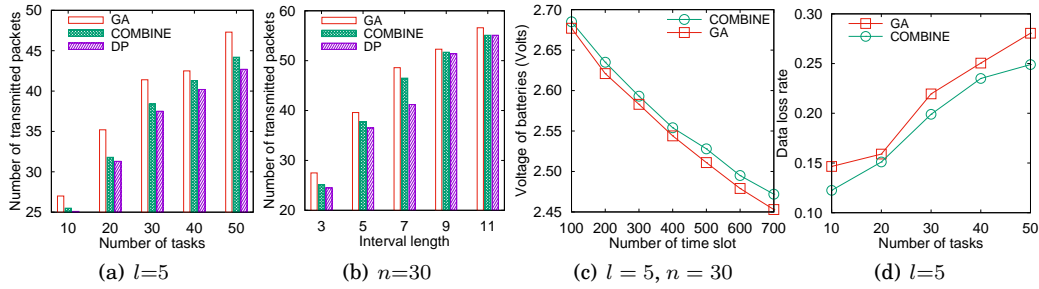 Number of transmitted packets
GA
COMBINE
DP
45
40
35
30
25
10 20 30 40 50
Number of tasks
(a) l=5
Number of transmitted packets
GA
COMBINE
DP
60
50
40
30
20
3 5 7 9 11
Interval length
(b) n=30
Voltage of batteries (Volts)
COMBINE
GA
2.70
2.65
2.60
2.55
2.50
2.45
100 200 300 400 500 600 700
Number of time slot
(c) l = 5, n = 30
Data loss rate
GA
COMBINE
0.30
0.25
0.20
0.15
0.10
10 20 30 40 50
Number of tasks
(d) l=5